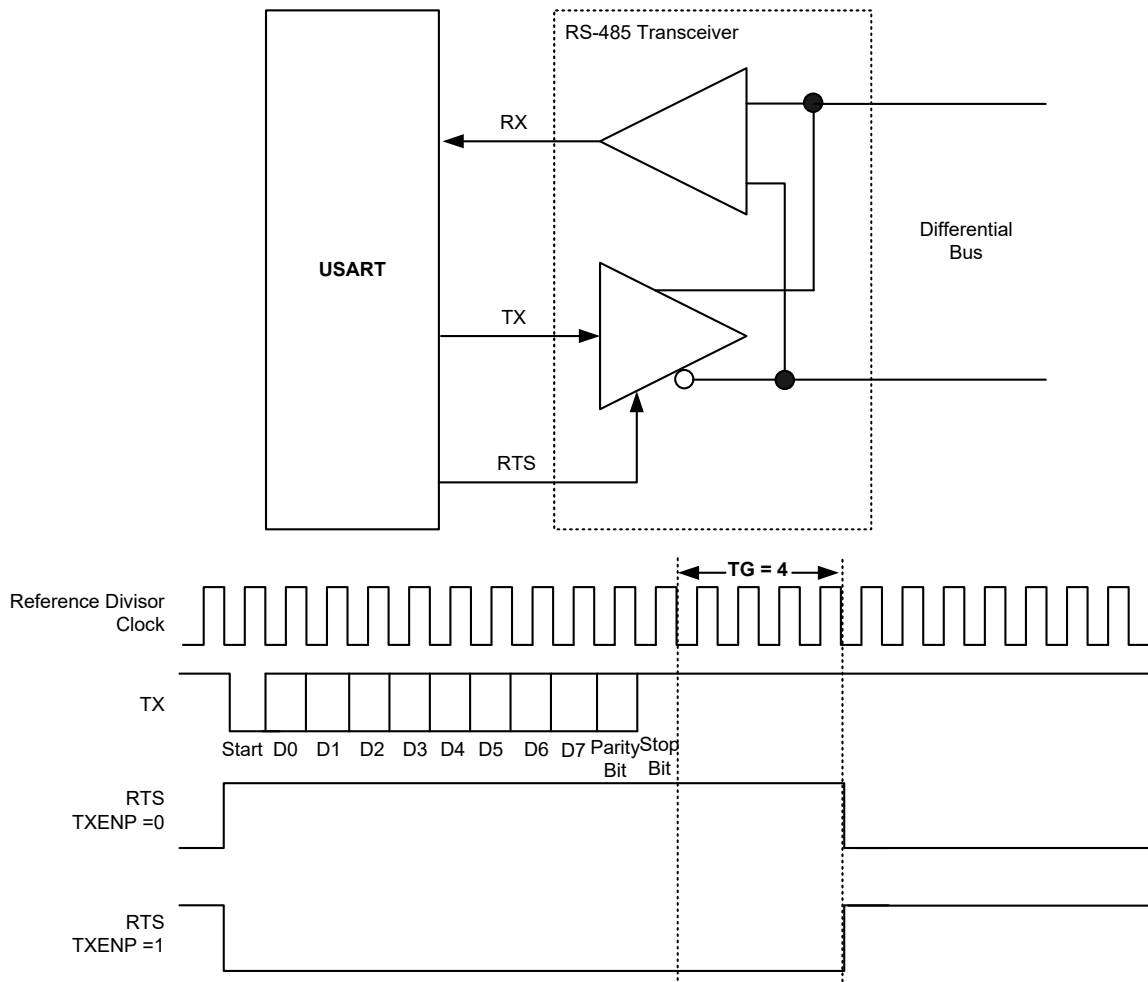 RS-485 Transceiver
RX
Differential
Bus
USART
TX
RTS
TG = 4
Reference Divisor
Clock
TX
Start D0 D1 D2 D3 D4 D5 D6 D7 Parity Stop
Bit Bit
RTS
TXENP =0
RTS
TXENP =1